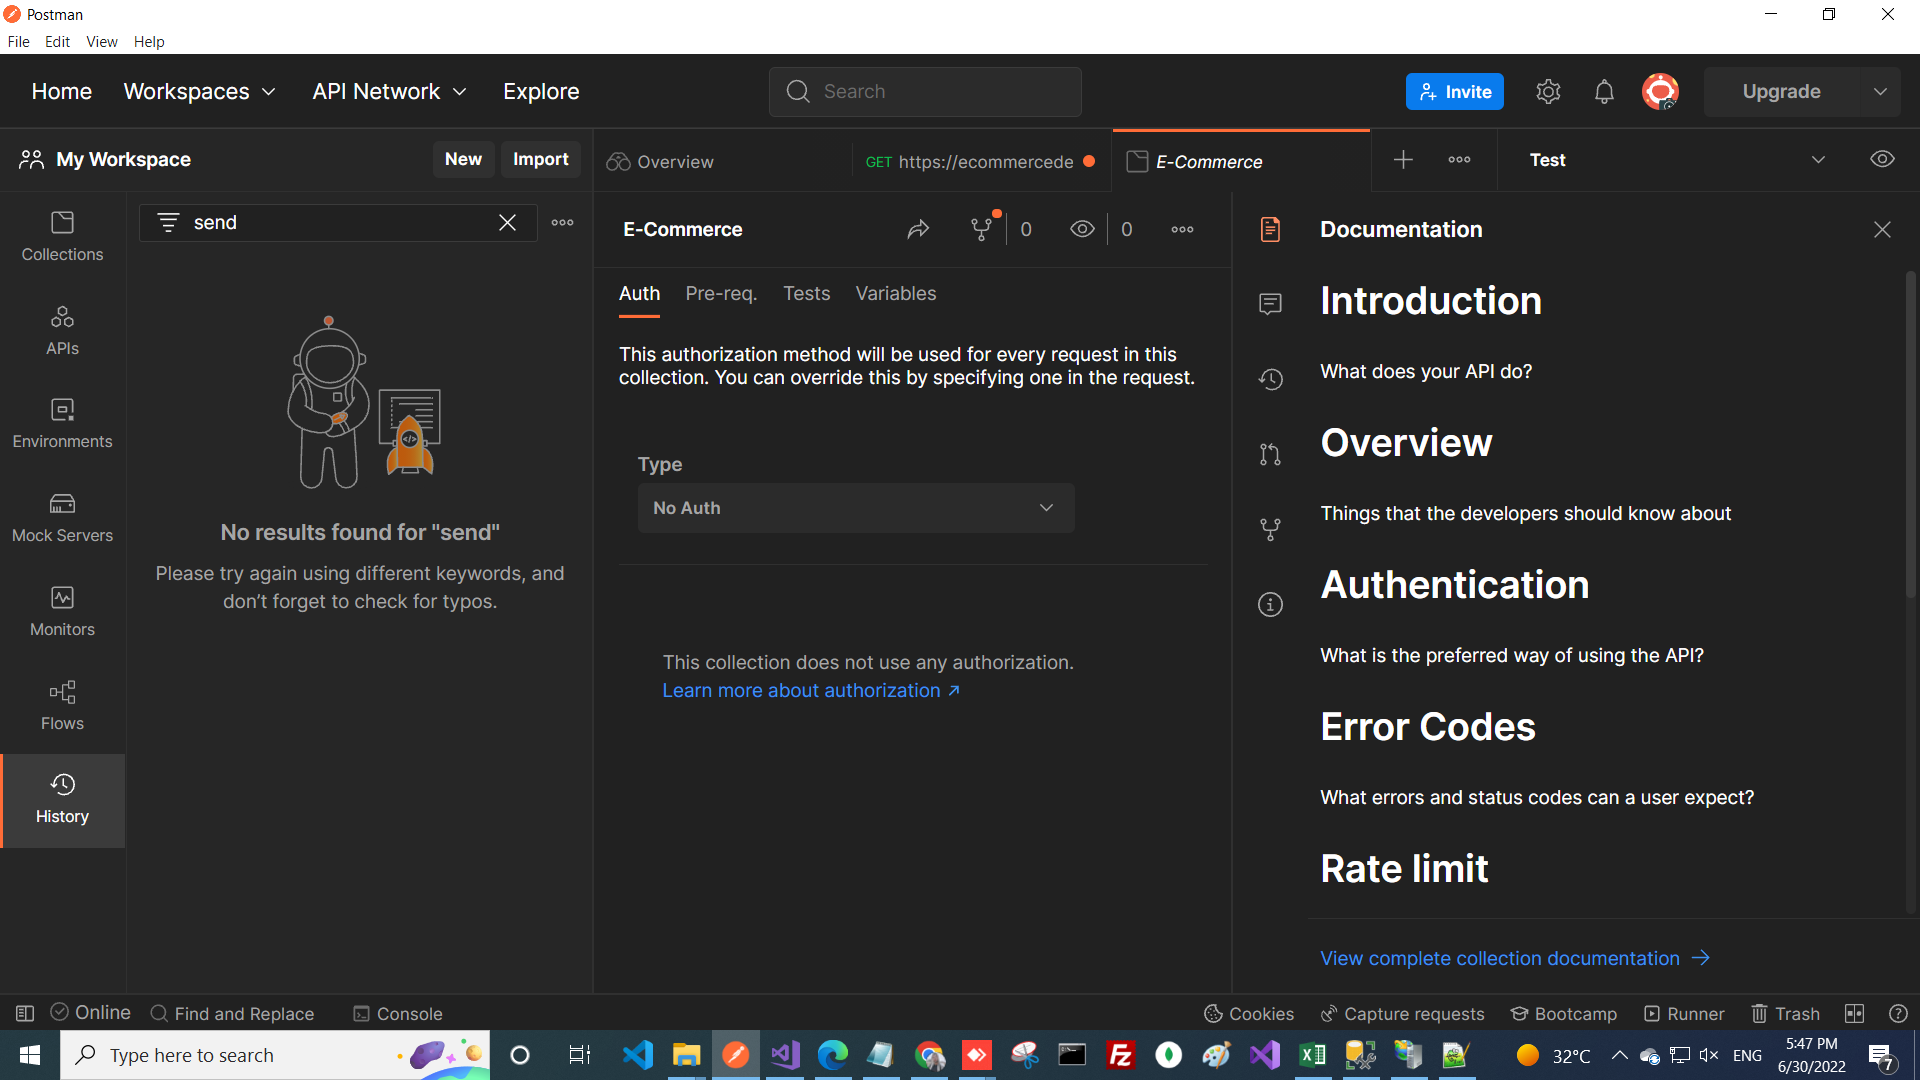 Postman
File Edit View Help
Home Workspaces API Network Explore Search Invite Upgrade
My Workspace New Import
Overview GET https://ecommercede E-Commerce Test
send
Collections
APIs
Environments
Mock Servers
Monitors
Flows
History
No results found for "send"
Please try again using different keywords, and
don't forget to check for typos.
E-Commerce 0 0
Auth Pre-req. Tests Variables
This authorization method will be used for every request in this
collection. You can override this by specifying one in the request.
Type
No Auth
This collection does not use any authorization.
Learn more about authorization ↗
Documentation
Introduction
What does your API do?
Overview
Things that the developers should know about
Authentication
What is the preferred way of using the API?
Error Codes
What errors and status codes can a user expect?
Rate limit
View complete collection documentation →
Online Find and Replace Console Cookies Capture requests Bootcamp Runner Trash
Type here to search
Fz
32°C ENG
5:47 PM
6/30/2022
7